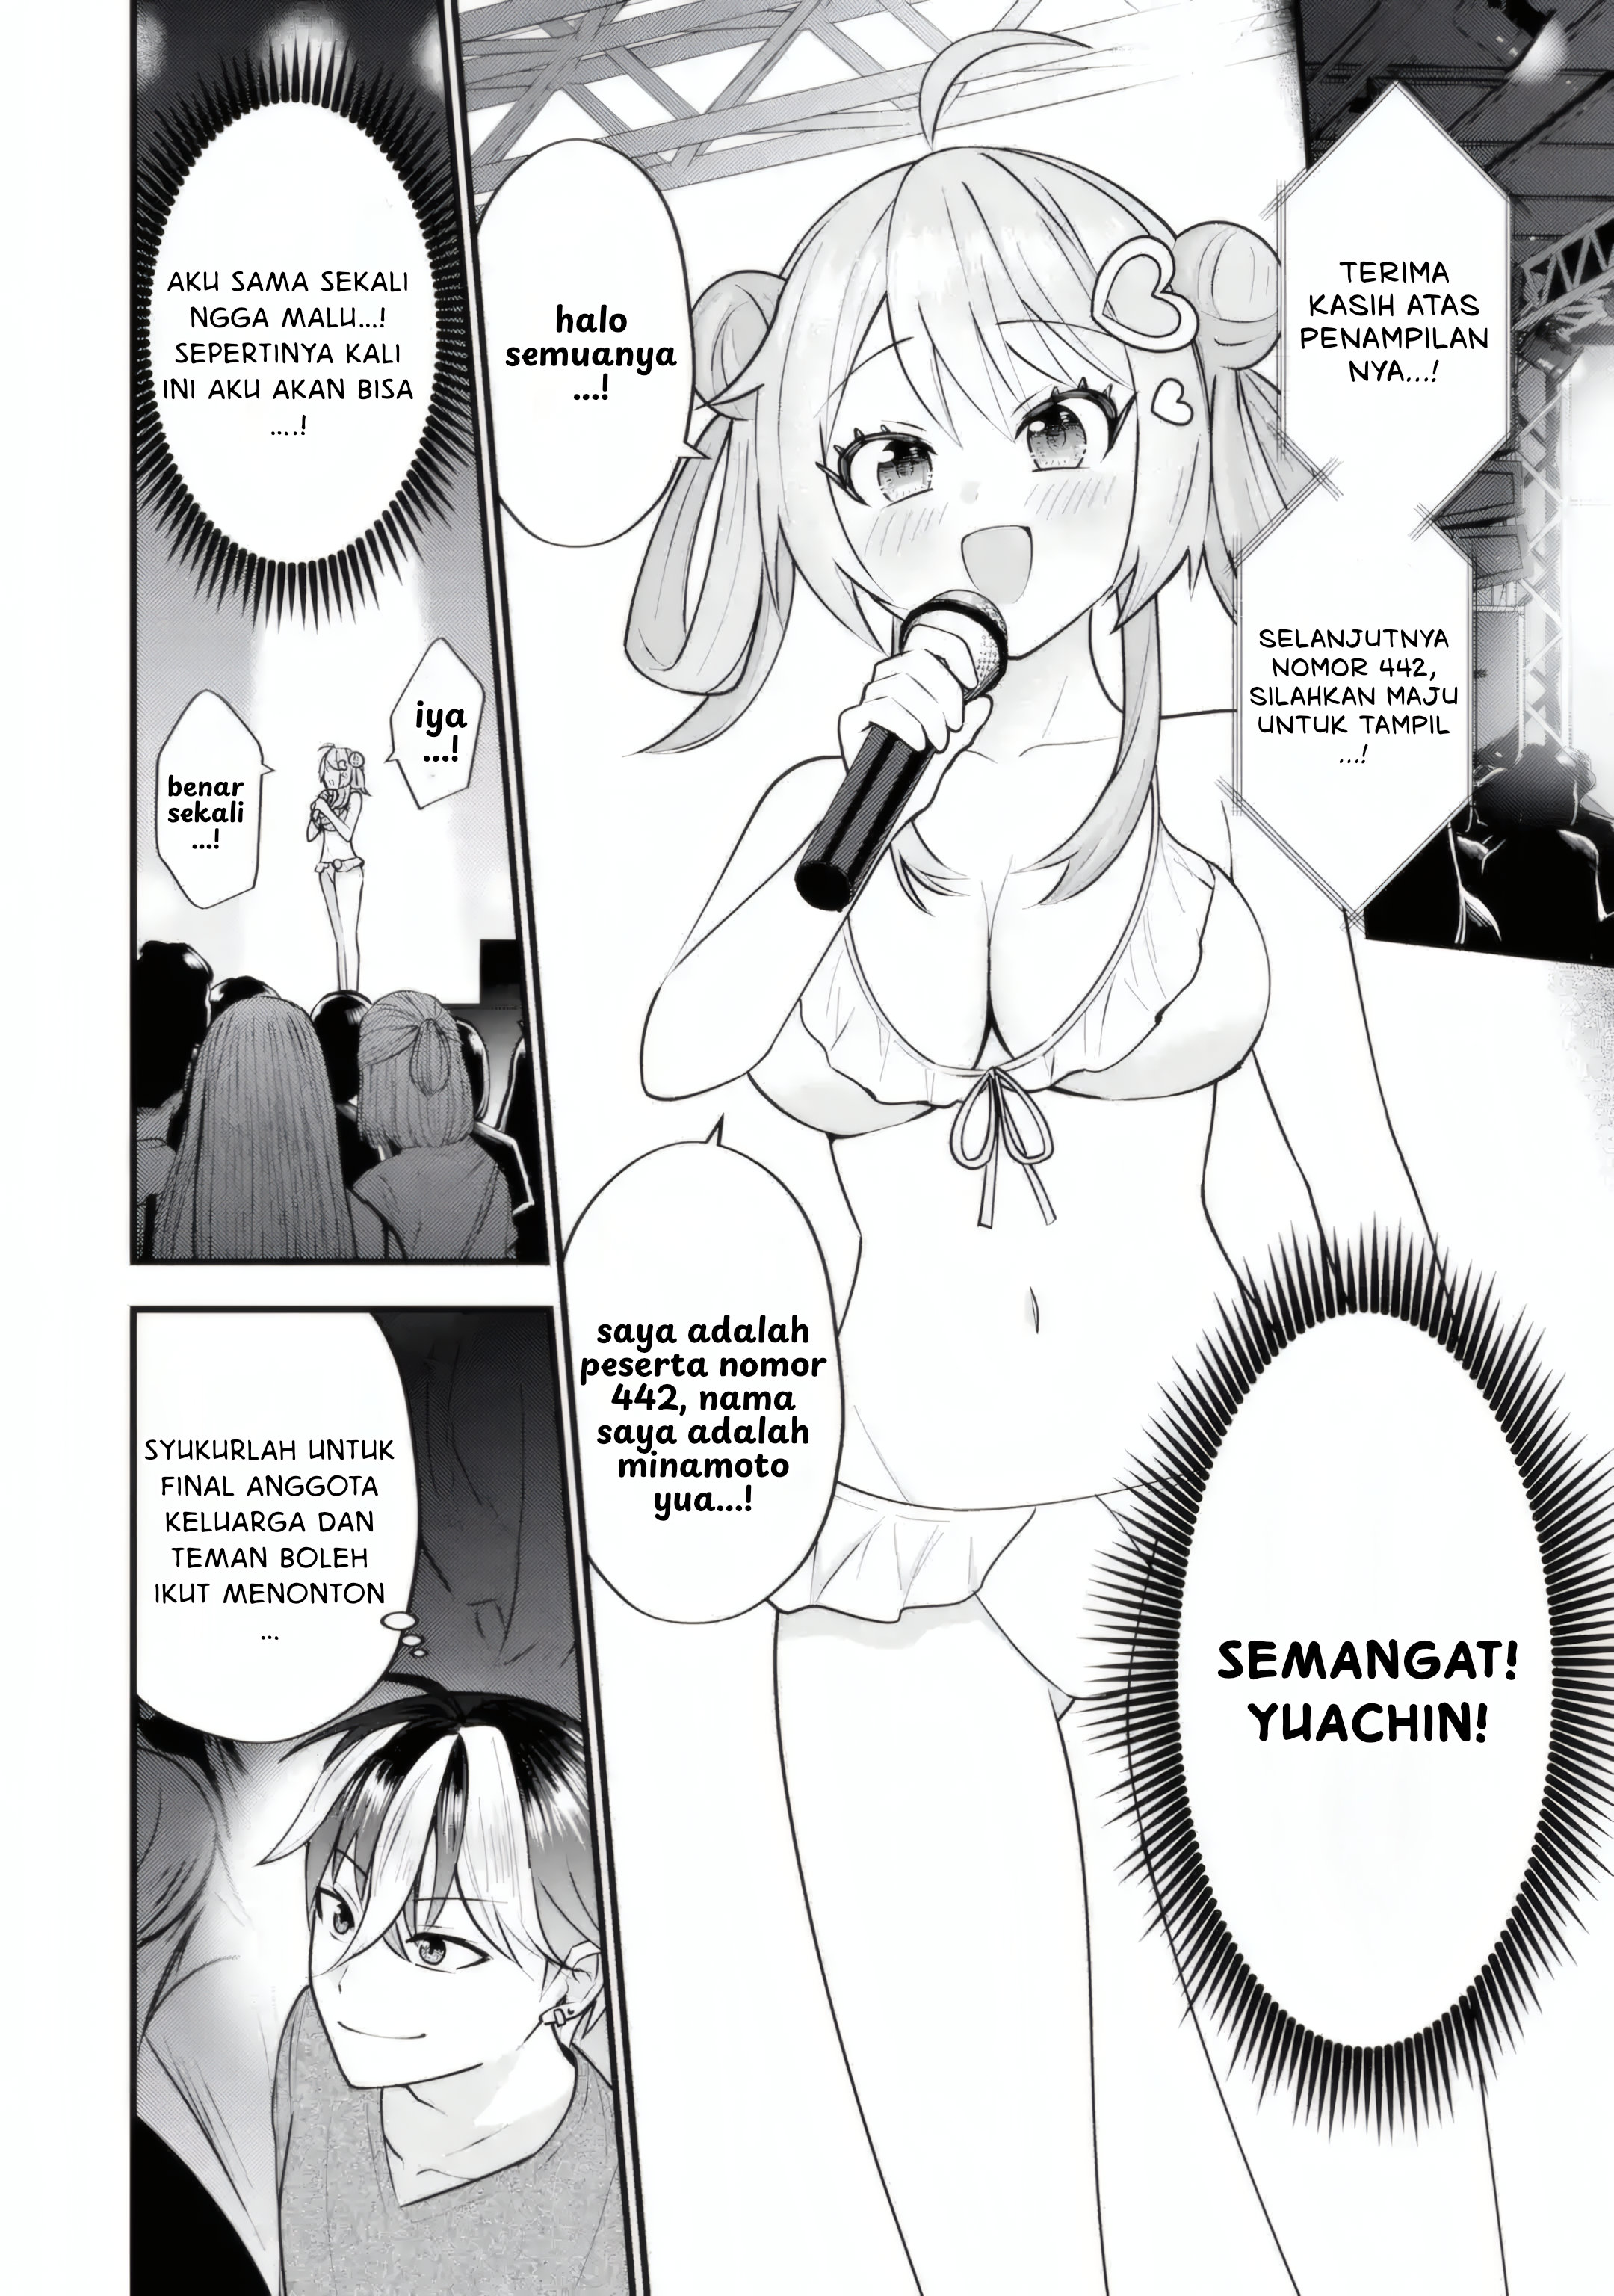 TERIMA
KASIH ATAS
PENAMPILAN
NYA...!
SELANJUTNYA
NOMOR 442,
SILAHKAN MAJU
UNTUK TAMPIL
...!
halo
semuanya
...!
saya adalah
peserta nomor
442, nama
saya adalah
minamoto
yua...!
SEMANGAT!
YUACHIN!
AKU SAMA SEKALI
NGGA MALU...!
SEPERTINYA KALI
INI AKU AKAN BISA
....!
iya
...!
benar
sekali
...!
SYUKURLAH UNTUK
FINAL ANGGOTA
KELUARGA DAN
TEMAN BOLEH
IKUT MENONTON
...